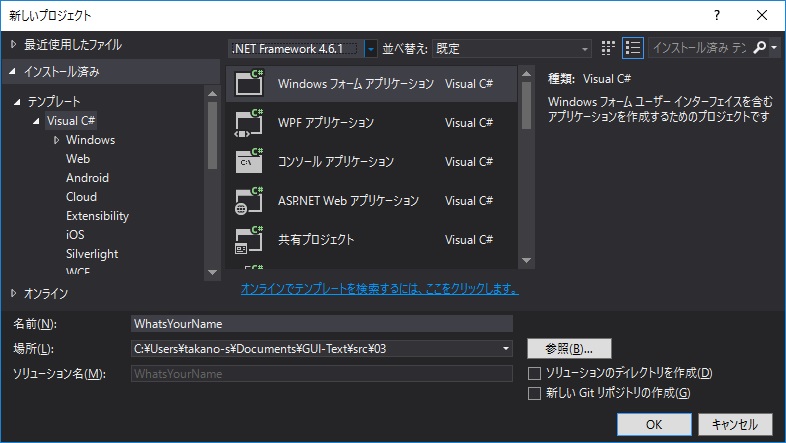 新しいプロジェクト
? ×
最近使用したファイル
.NET Framework 4.6.1
並べ替え: 既定
インストール済み テン
インストール済み
テンプレート
Visual C#
Windows
Web
Android
Cloud
Extensibility
iOS
Silverlight
WCF
オンライン
C# Windows フォーム アプリケーション Visual C#
C# WPF アプリケーション Visual C#
C# C:\ コンソール アプリケーション Visual C#
C# ASP.NET Web アプリケーション Visual C#
C# 共有プロジェクト Visual C#
C#
種類: Visual C#
Windows フォーム ユーザー インターフェイスを含む
アプリケーションを作成するためのプロジェクトです
オンラインでテンプレートを検索するには、ここをクリックします。
名前(N): WhatsYourName
場所(L): C:¥Users¥takano-s¥Documents¥GUI-Text¥src¥03
参照(B)...
ソリューション名(M): WhatsYourName
ソリューションのディレクトリを作成(D)
新しい Git リポジトリの作成(G)
OK キャンセル